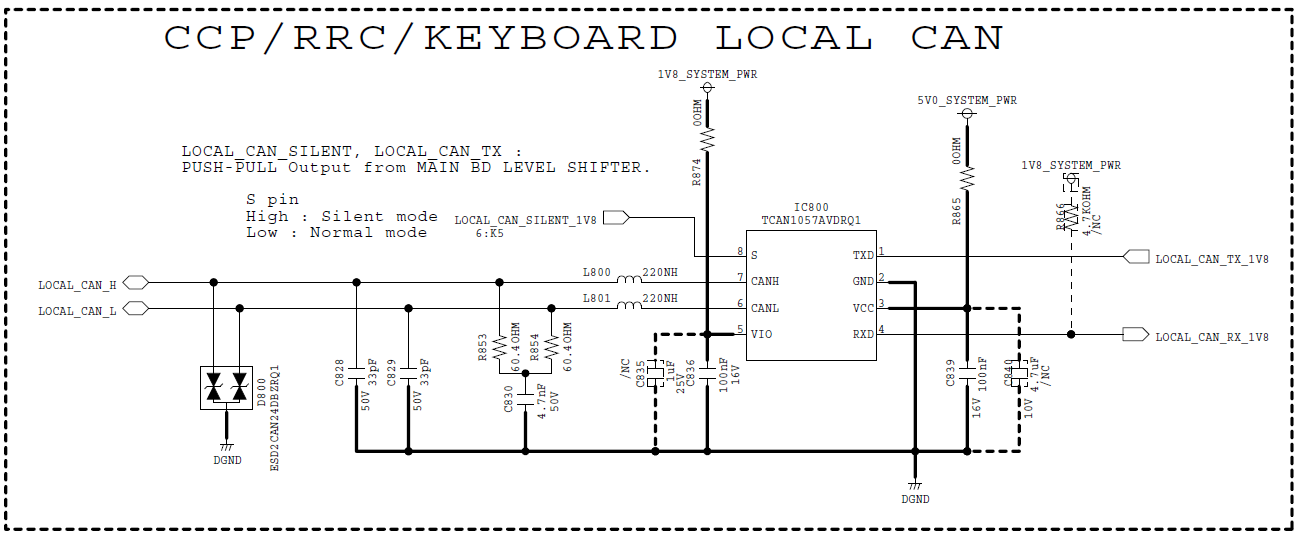 CCP/RRC/KEYBOARD LOCAL CAN
1V8_SYSTEM_PWR
5V0_SYSTEM_PWR
0OHM
R874
0OHM
R865
LOCAL_CAN_SILENT, LOCAL_CAN_TX :
PUSH-PULL Output from MAIN BD LEVEL SHIFTER.
1V8_SYSTEM_PWR
R866
4.7KOHM
/NC
S pin
High : Silent mode
Low : Normal mode
LOCAL_CAN_SILENT_1V8
6:K5
IC800
TCAN1057AVDRQ1
8 S
7 CANH
6 CANL
5 VIO
TXD 1
GND 2
VCC 3
RXD 4
LOCAL_CAN_TX_1V8
LOCAL_CAN_RX_1V8
LOCAL_CAN_H
LOCAL_CAN_L
L800 220NH
L801 220NH
R853
60.4OHM
R854
60.4OHM
D800
ESD2CAN24DBZRQ1
DGND
C828
33pF
50V
C829
33pF
50V
C830
4.7nF
50V
/NC
C835
1uF
25V
C836
100nF
16V
C839
100nF
16V
C840
4.7uF
/NC
10V
DGND